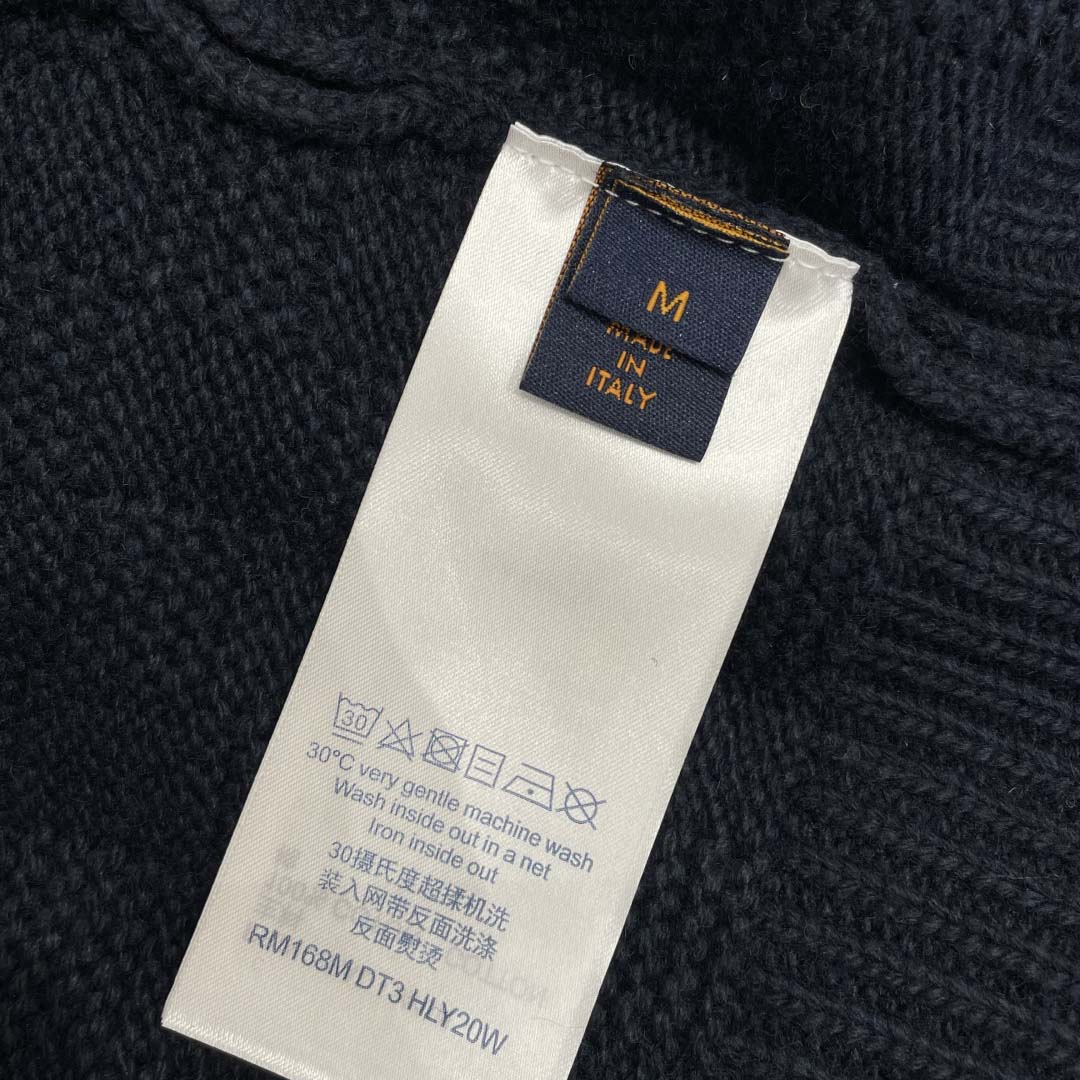 M
MADE
IN
ITALY
30
30°C very gentle machine wash
Wash inside out in a net
Iron inside out
30摄氏度超揉机洗
装入网带反面洗涤
反面熨烫
RM168M DT3 HLY20W